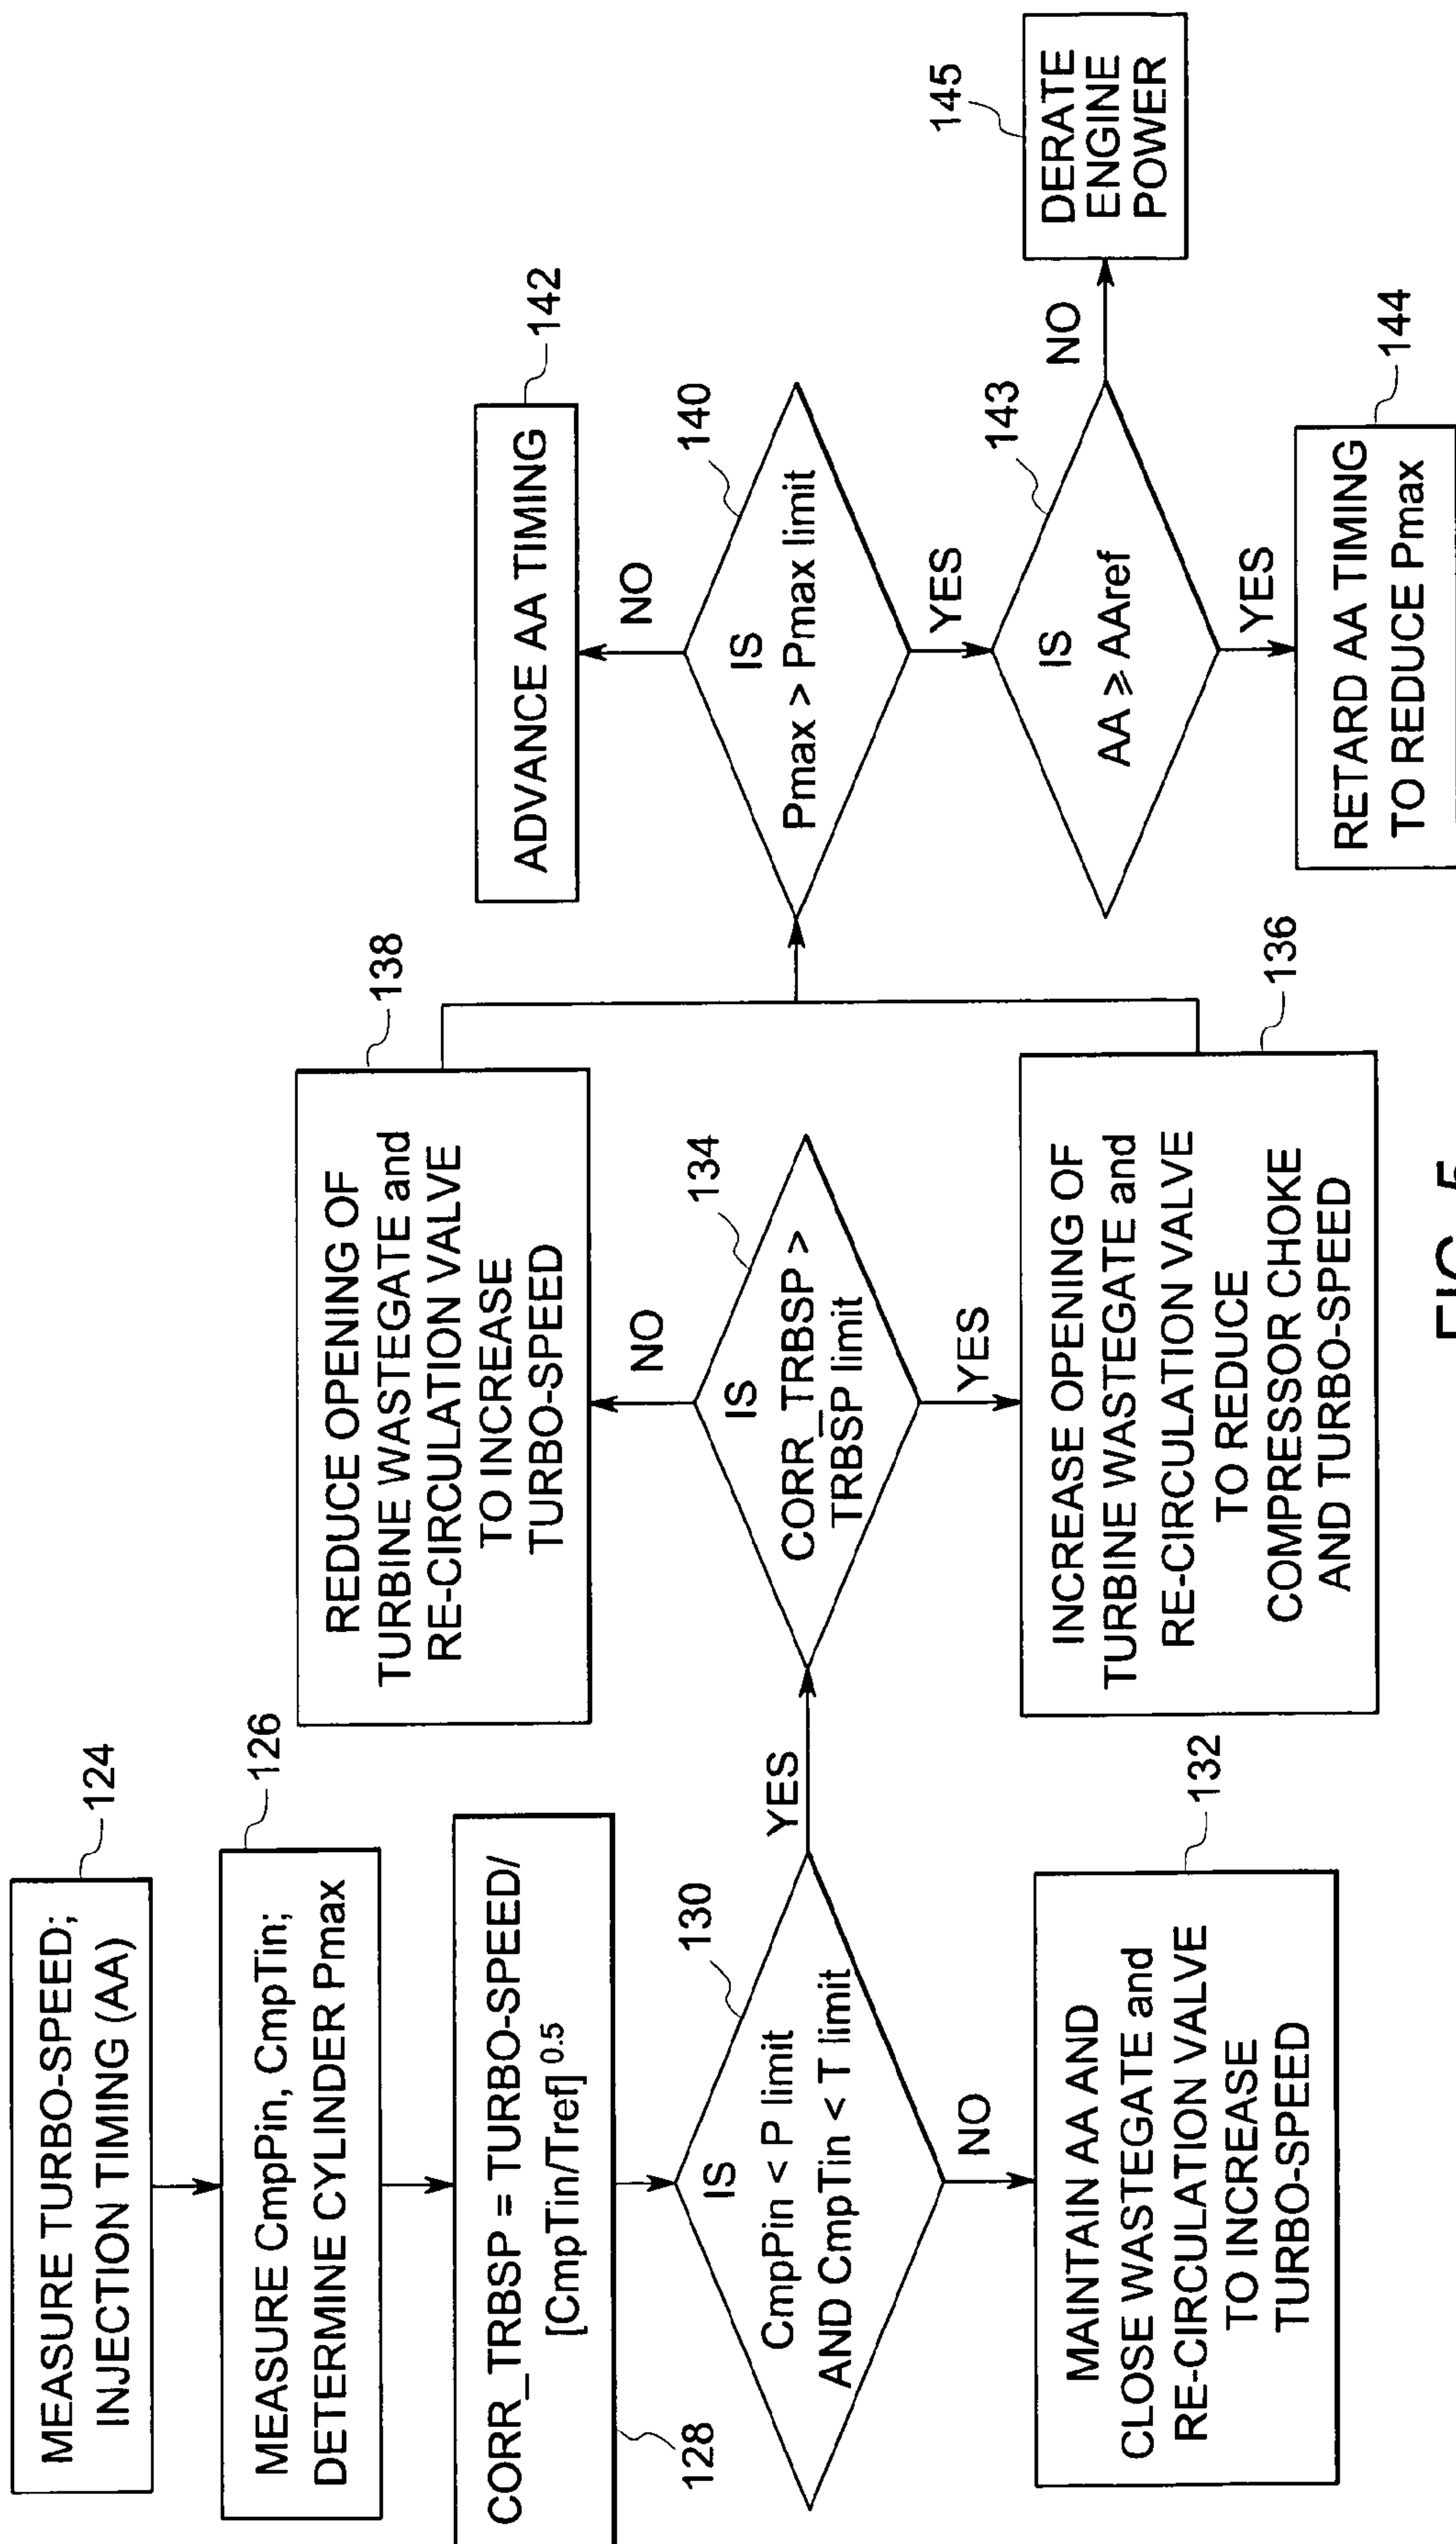 MEASURE TURBO-SPEED;
INJECTION TIMING (AA)
124
MEASURE CmpPin, CmpTin;
DETERMINE CYLINDER Pmax
126
CORR_TRBSP = TURBO-SPEED/
[CmpTin/Tref] 0.5
128
IS
CmpPin < P limit
AND CmpTin < T limit
130
YES
NO
MAINTAIN AA AND
CLOSE WASTEGATE and
RE-CIRCULATION VALVE
TO INCREASE
TURBO-SPEED
132
REDUCE OPENING OF
TURBINE WASTEGATE and
RE-CIRCULATION VALVE
TO INCREASE
TURBO-SPEED
138
NO
IS
CORR_TRBSP >
TRBSP limit
134
YES
INCREASE OPENING OF
TURBINE WASTEGATE and
RE-CIRCULATION VALVE
TO REDUCE
COMPRESSOR CHOKE
AND TURBO-SPEED
136
ADVANCE AA TIMING
142
NO
IS
Pmax > Pmax limit
140
YES
IS
AA ⩾ AAref
143
NO
DERATE
ENGINE
POWER
145
YES
RETARD AA TIMING
TO REDUCE Pmax
144